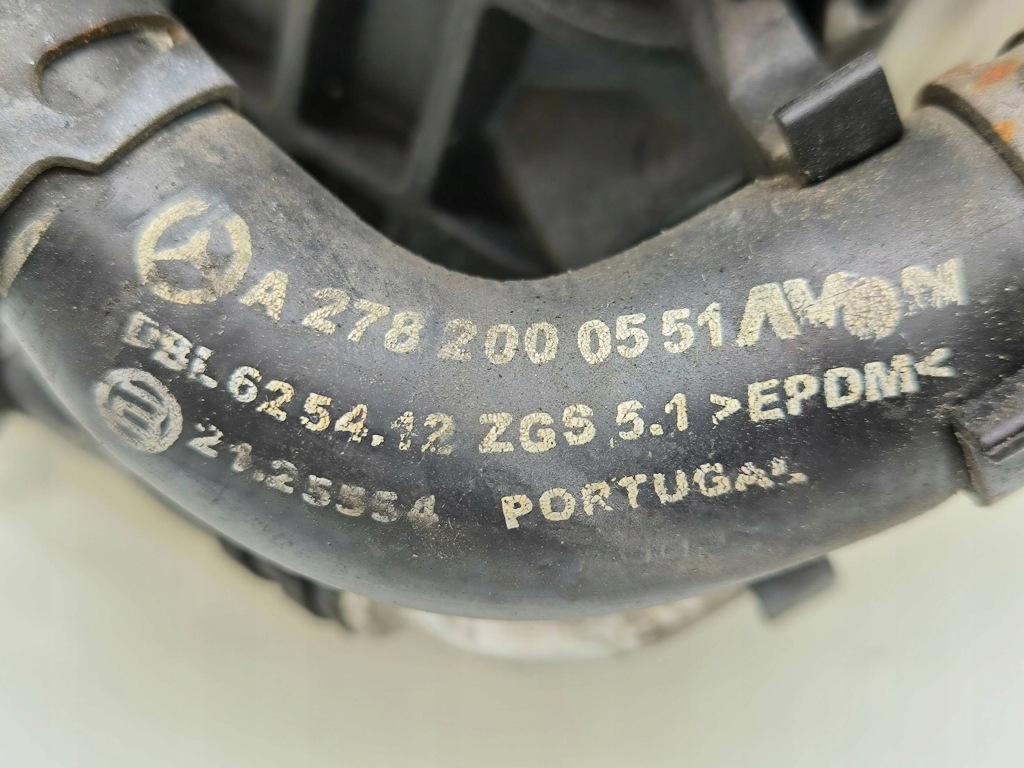 A 278 200 05 51 AVON
DBL 6254.12 ZGS 5.1 >EPDM<
21.25554 PORTUGAL